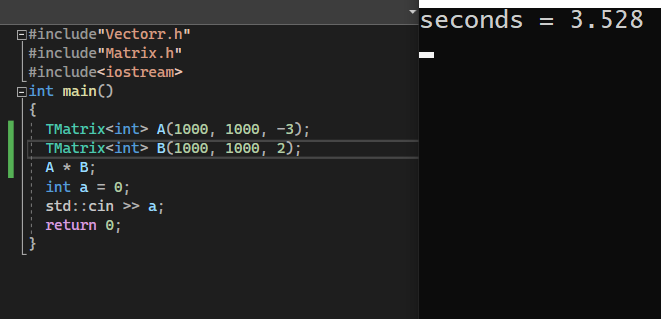 #include"Vectorr.h"
#include"Matrix.h"
#include<iostream>
int main()
{
TMatrix<int> A(1000, 1000, -3);
TMatrix<int> B(1000, 1000, 2);
A * B;
int a = 0;
std::cin >> a;
return 0;
}
seconds = 3.528